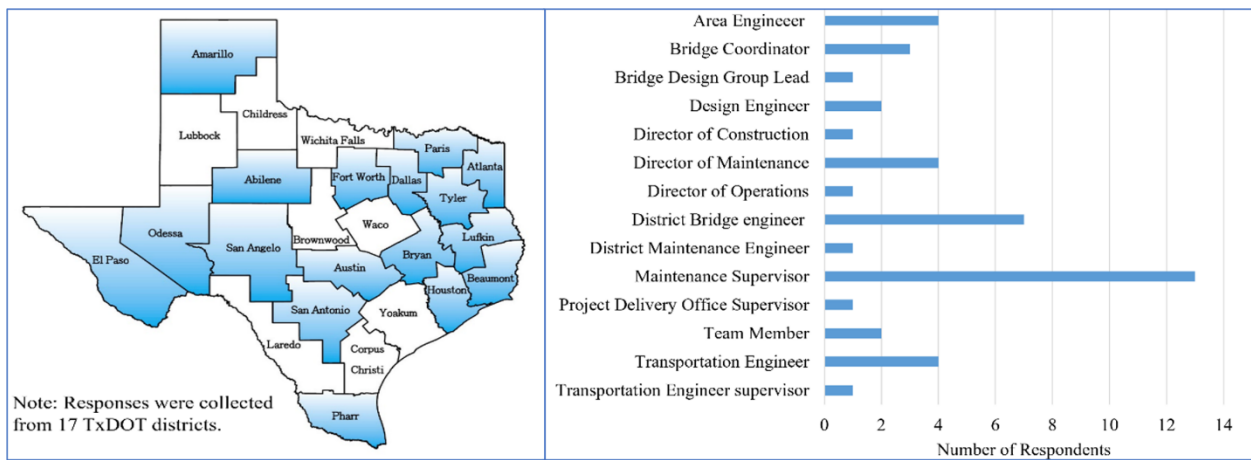 Amarillo
Childress
Lubbock
Wichita Falls
Paris
Atlanta
Abilene
Fort Worth
Dallas
Tyler
Waco
Odessa
San Angelo
Brownwood
Lufkin
El Paso
Bryan
Austin
Beaumont
Houston
San Antonio
Yoakum
Laredo
Corpus
Christi
Pharr
Note: Responses were collected
from 17 TxDOT districts.
Area Engineeer
Bridge Coordinator
Bridge Design Group Lead
Design Engineer
Director of Construction
Director of Maintenance
Director of Operations
District Bridge engineer
District Maintenance Engineer
Maintenance Supervisor
Project Delivery Office Supervisor
Team Member
Transportation Engineer
Transportation Engineer supervisor
0 2 4 6 8 10 12 14
Number of Respondents